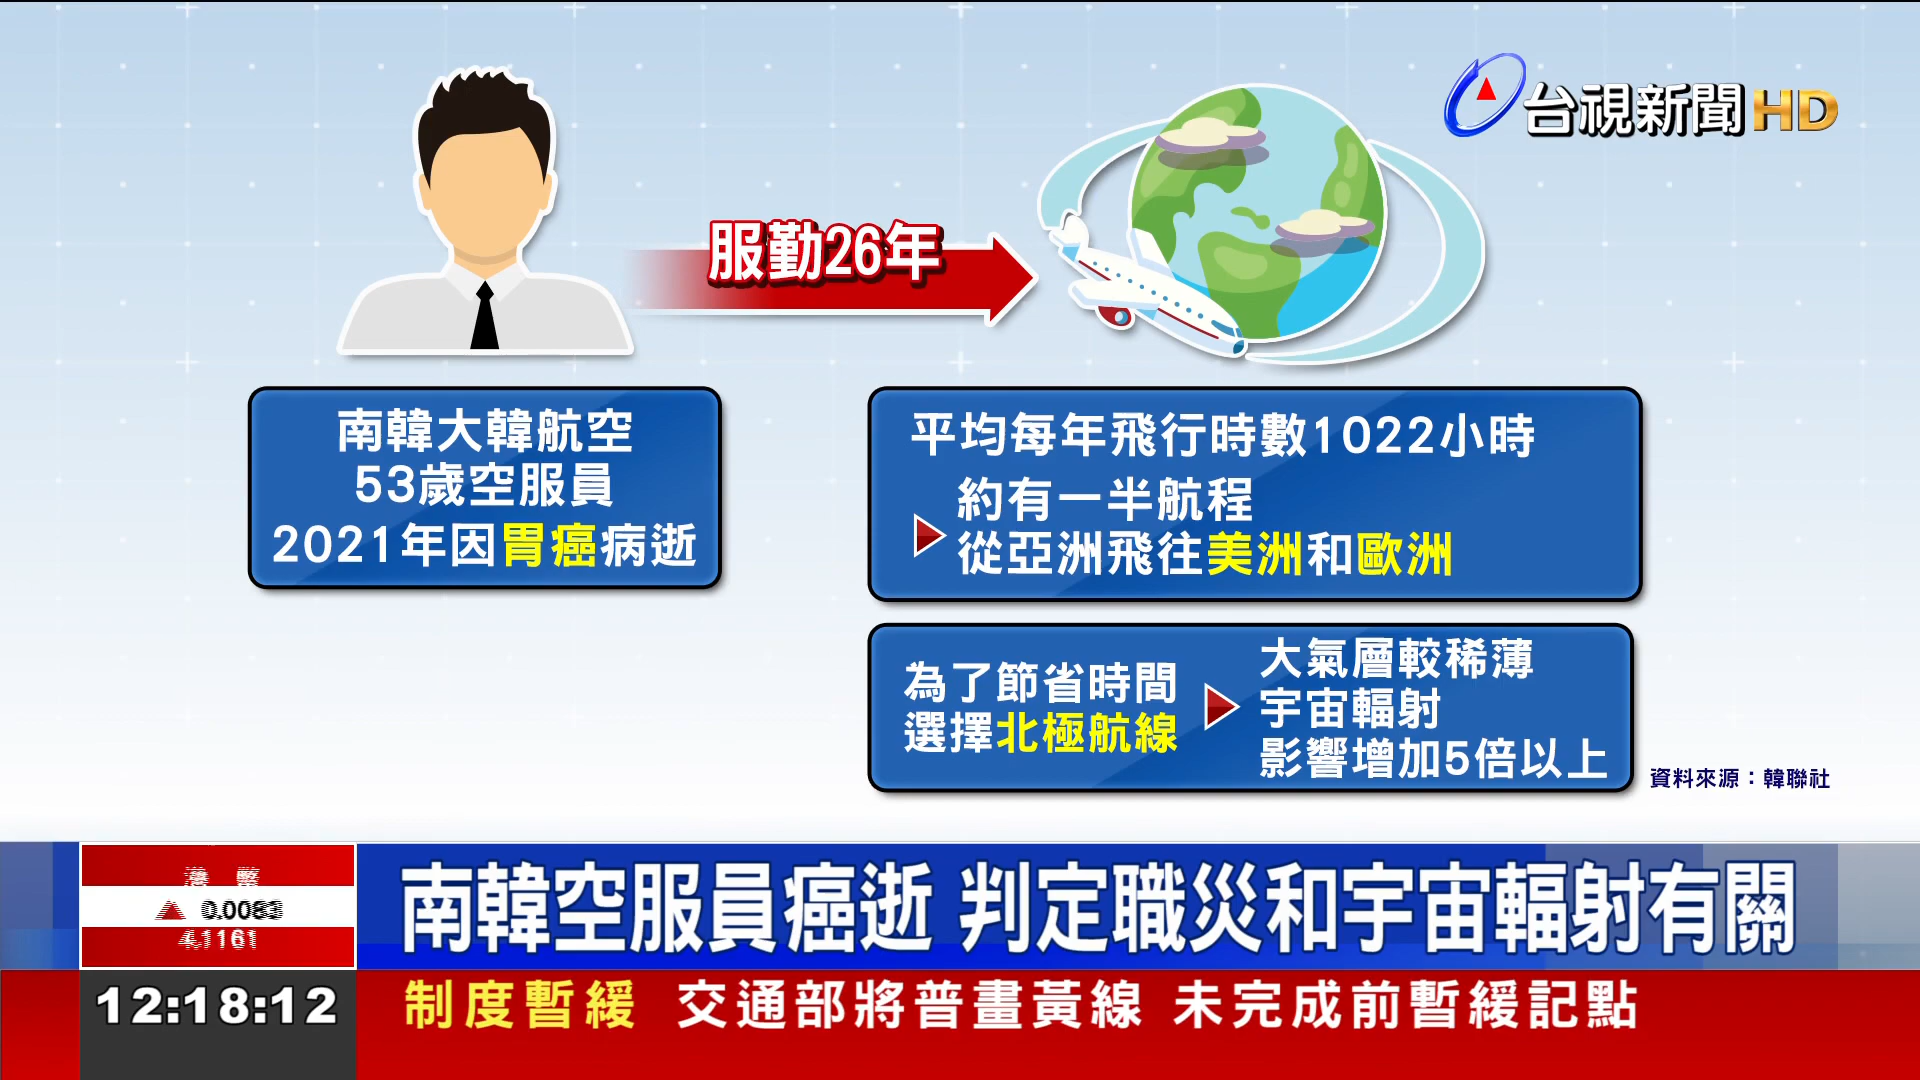 台視新聞HD
服勤26年
南韓大韓航空
53歲空服員
2021年因胃癌病逝
平均每年飛行時數1022小時
約有一半航程
從亞洲飛往美洲和歐洲
為了節省時間
選擇北極航線
大氣層較稀薄
宇宙輻射
影響增加5倍以上
資料來源：韓聯社
南韓空服員癌逝 判定職災和宇宙輻射有關
12:18:12
制度暫緩 交通部將普畫黃線 未完成前暫緩記點